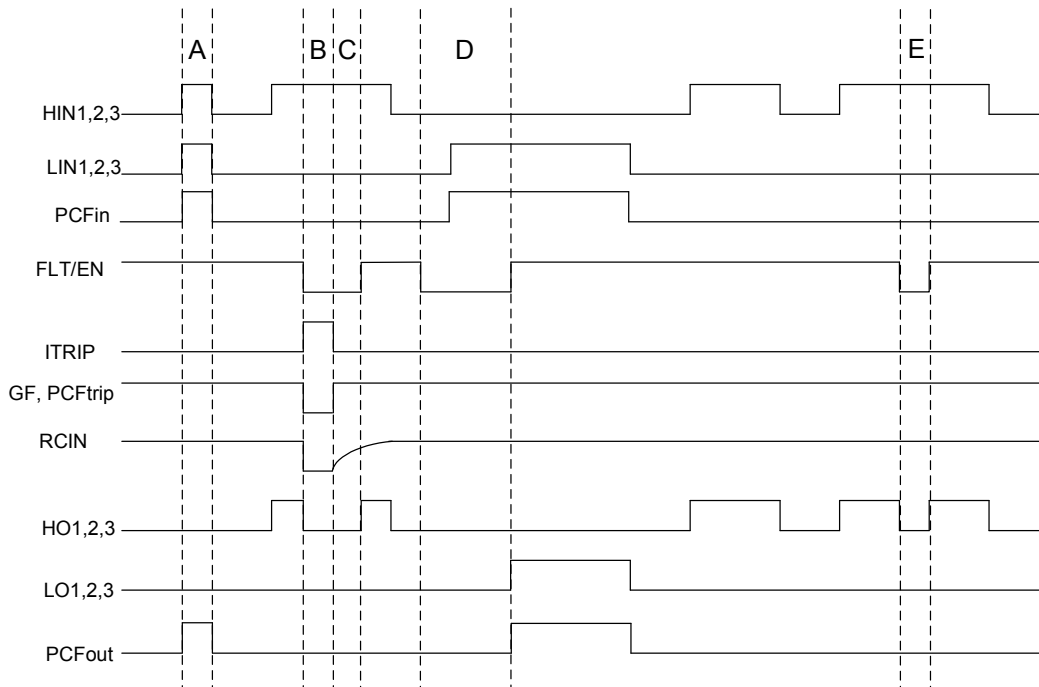 A B C D E
HIN1,2,3
LIN1,2,3
PCFin
FLT/EN
ITRIP
GF, PCFtrip
RCIN
HO1,2,3
LO1,2,3
PCFout